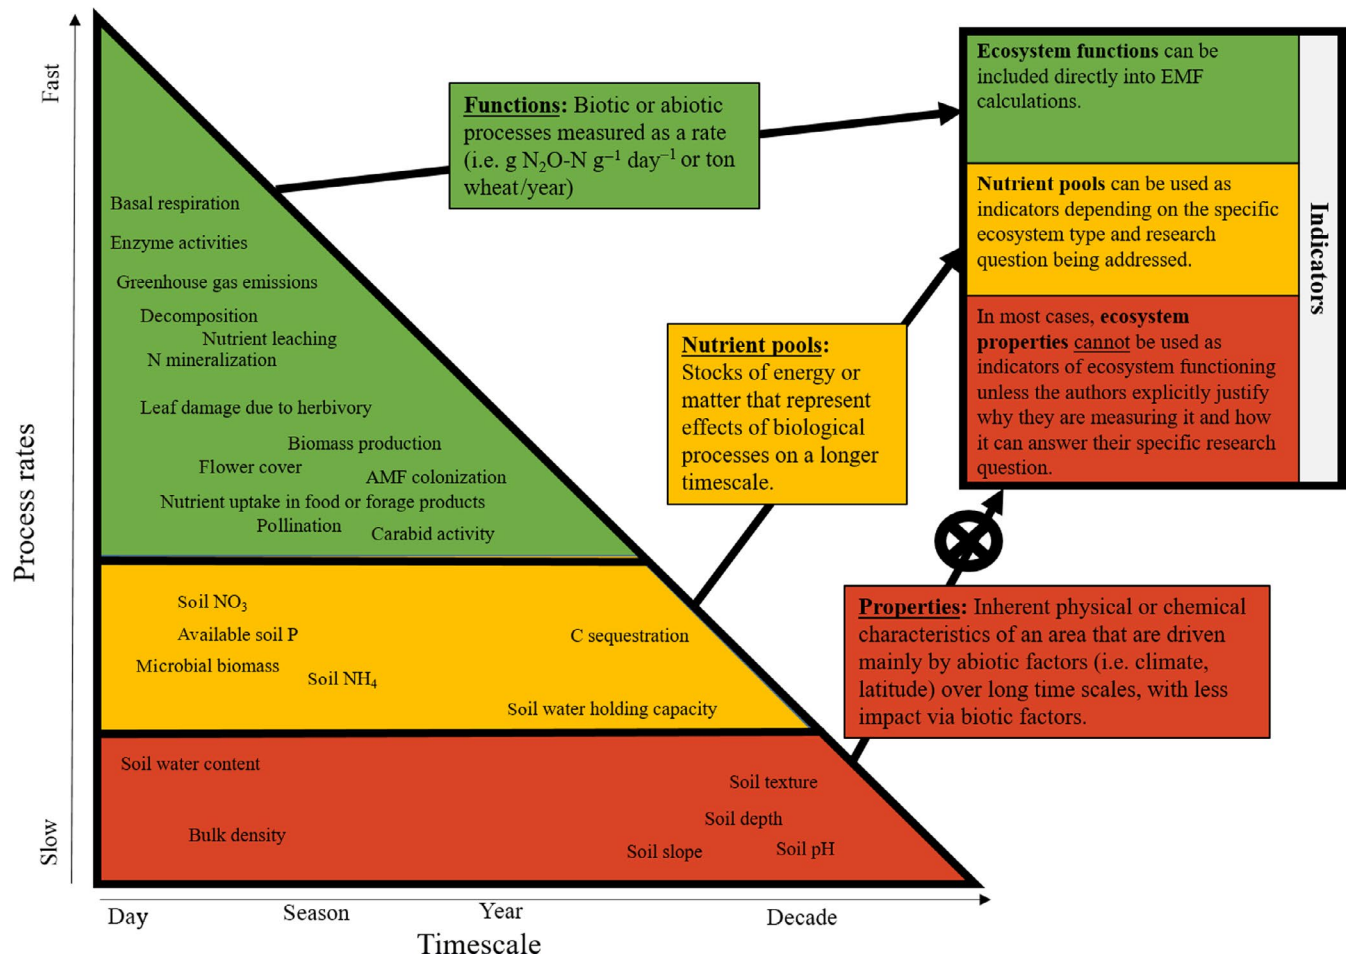 Fast
Process rates
Slow
Basal respiration
Enzyme activities
Greenhouse gas emissions
Decomposition
Nutrient leaching
N mineralization
Leaf damage due to herbivory
Biomass production
Flower cover
AMF colonization
Nutrient uptake in food or forage products
Pollination
Carabid activity
Soil NO₃
Available soil P
C sequestration
Microbial biomass
Soil NH₄
Soil water holding capacity
Soil water content
Soil texture
Soil depth
Bulk density
Soil slope
Soil pH
Day
Season
Year
Decade
Timescale
Functions: Biotic or abiotic
processes measured as a rate
(i.e. g N₂O-N g⁻¹ day⁻¹ or ton
wheat/year)
Nutrient pools:
Stocks of energy or
matter that represent
effects of biological
processes on a longer
timescale.
Properties: Inherent physical or chemical
characteristics of an area that are driven
mainly by abiotic factors (i.e. climate,
latitude) over long time scales, with less
impact via biotic factors.
Ecosystem functions can be
included directly into EMF
calculations.
Nutrient pools can be used as
indicators depending on the specific
ecosystem type and research
question being addressed.
In most cases, ecosystem
properties cannot be used as
indicators of ecosystem functioning
unless the authors explicitly justify
why they are measuring it and how
it can answer their specific research
question.
Indicators